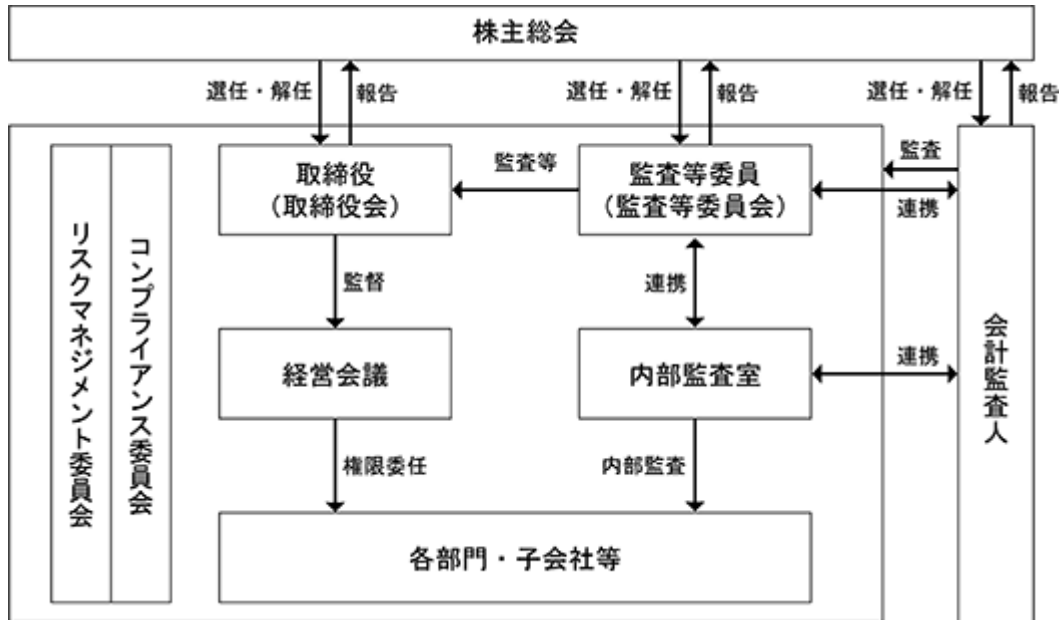 株主総会
選任・解任
報告
選任・解任
報告
選任・解任
報告
取締役
（取締役会）
監査等
監査等委員
（監査等委員会）
監査
連携
リスクマネジメント委員会
コンプライアンス委員会
監督
連携
経営会議
内部監査室
連携
会計監査人
権限委任
内部監査
各部門・子会社等